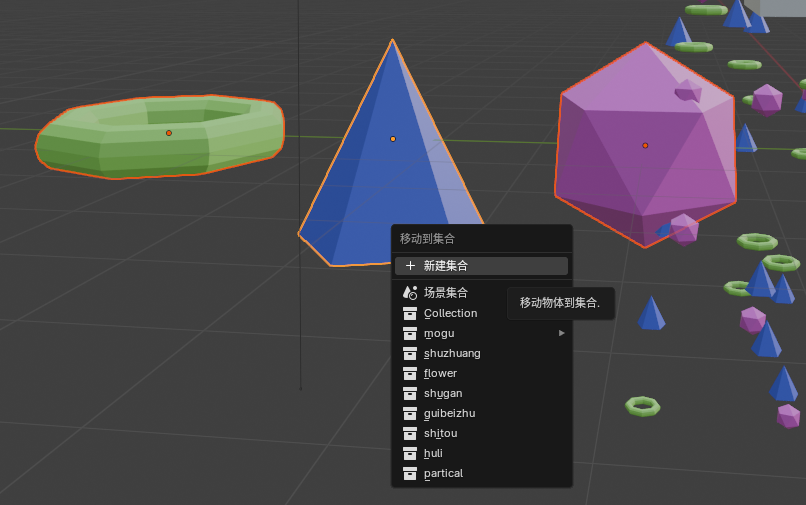 移动到集合
新建集合
场景集合
移动物体到集合.
Collection
mogu
shuzhuang
flower
shugan
guibeizhu
shitou
huli
partical